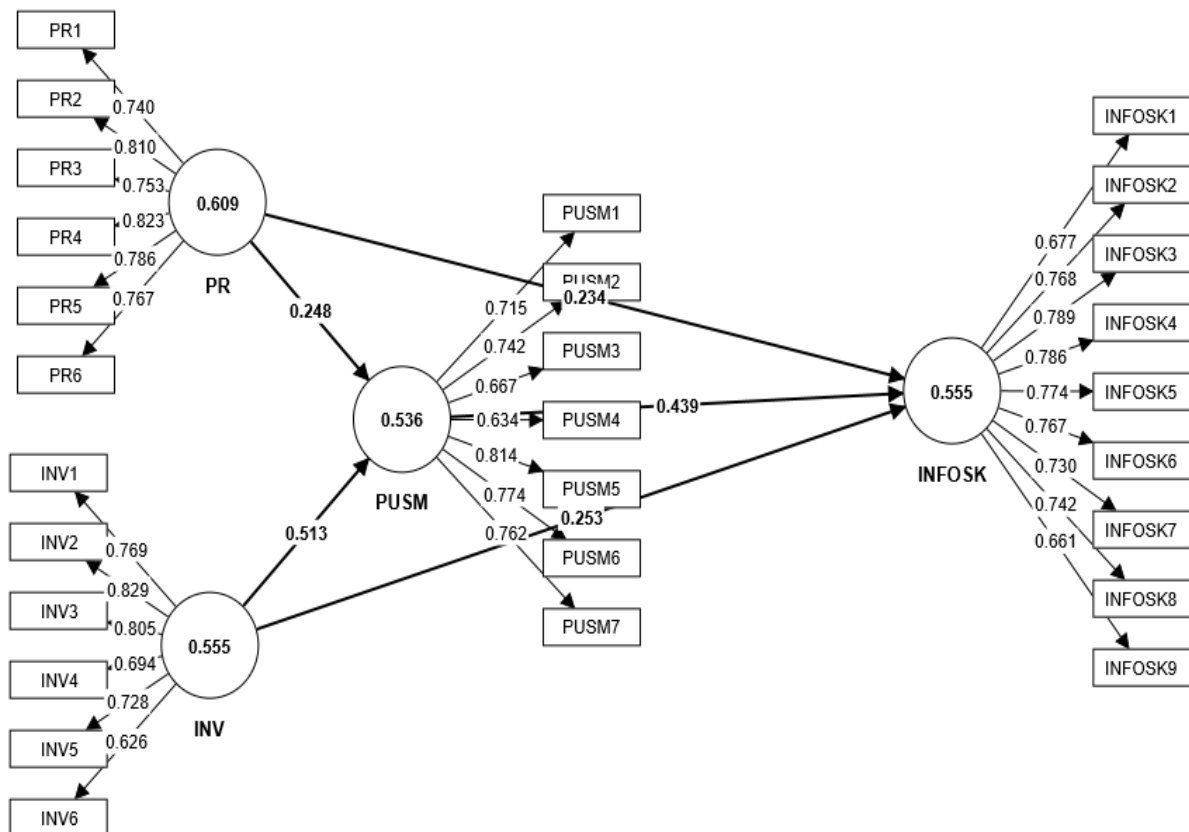 PR1
PR2
PR3
PR4
PR5
PR6
0.740
0.810
0.753
0.823
0.786
0.767
0.609
PR
INV1
INV2
INV3
INV4
INV5
INV6
0.769
0.829
0.805
0.694
0.728
0.626
0.555
INV
0.248
0.513
0.536
PUSM
0.715
0.742
0.667
0.634
0.814
0.774
0.762
PUSM1
PUSM2
PUSM3
PUSM4
PUSM5
PUSM6
PUSM7
0.234
0.439
0.253
0.555
INFOSK
0.677
0.768
0.789
0.786
0.774
0.767
0.730
0.742
0.661
INFOSK1
INFOSK2
INFOSK3
INFOSK4
INFOSK5
INFOSK6
INFOSK7
INFOSK8
INFOSK9